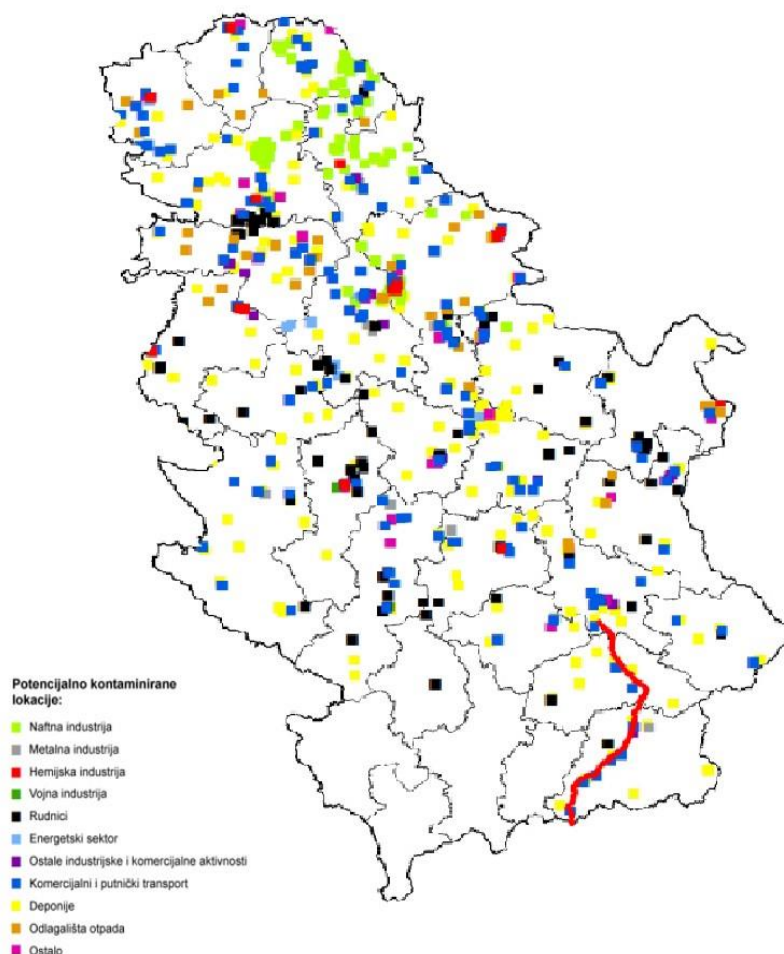 Potencijalno kontaminirane
lokacije:
Naftna industrija
Metalna industrija
Hemijska industrija
Vojna industrija
Rudnici
Energetski sektor
Ostale industrijske i komercijalne aktivnosti
Komercijalni i putnički transport
Deponije
Odlagališta otpada
Ostalo